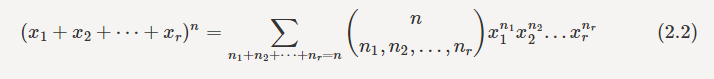 $(x_1 + x_2 + \cdots + x_r)^n = \sum_{n_1+n_2+\cdots+n_r=n} \binom{n}{n_1, n_2, \ldots, n_r} x_1^{n_1} x_2^{n_2} \ldots x_r^{n_r} \quad (2.2)$